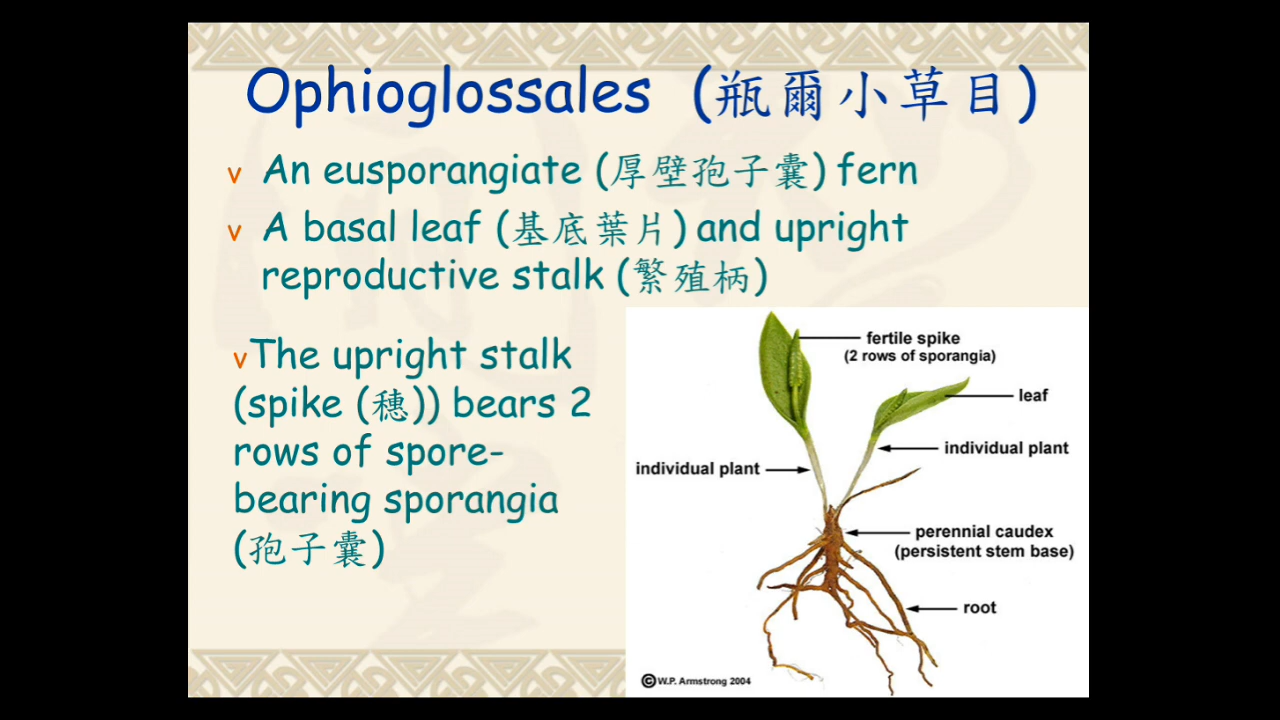 Ophioglossales (瓶爾小草目)
v An eusporangiate (厚壁孢子囊) fern
v A basal leaf (基底葉片) and upright
reproductive stalk (繁殖柄)
vThe upright stalk
(spike (穗)) bears 2
rows of spore-
bearing sporangia
(孢子囊)
fertile spike
(2 rows of sporangia)
leaf
individual plant
individual plant
perennial caudex
(persistent stem base)
root
©W.P. Armstrong 2004